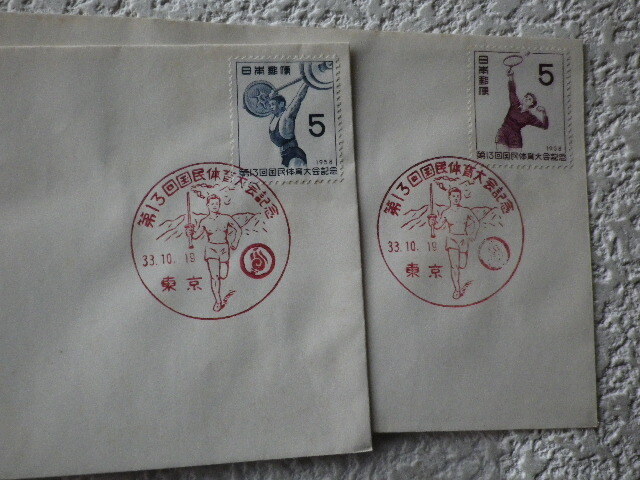 日本郵便
5
1958
第13回国民体育大会記念
第13回国民体育大会記念
33.10.19
東京
日本郵便
5
1958
第13回国民体育大会記念
第13回国民体育大会記念
33.10.19
東京